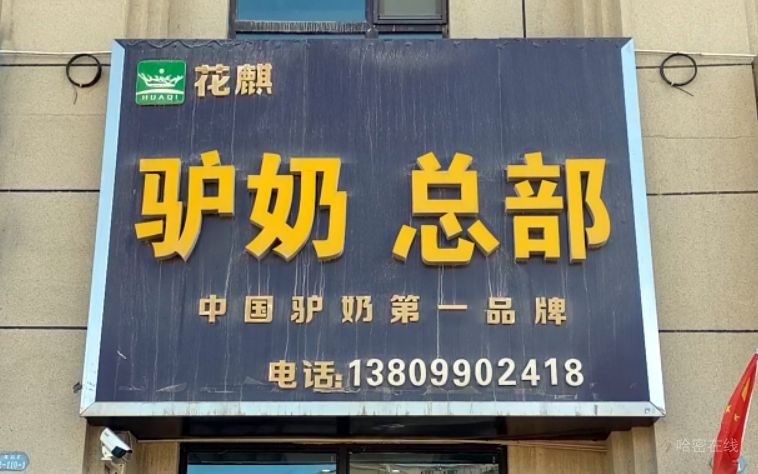 花麒
HUAQI
驴奶 总部
中国驴奶第一品牌
电话:13809902418
哈密在线